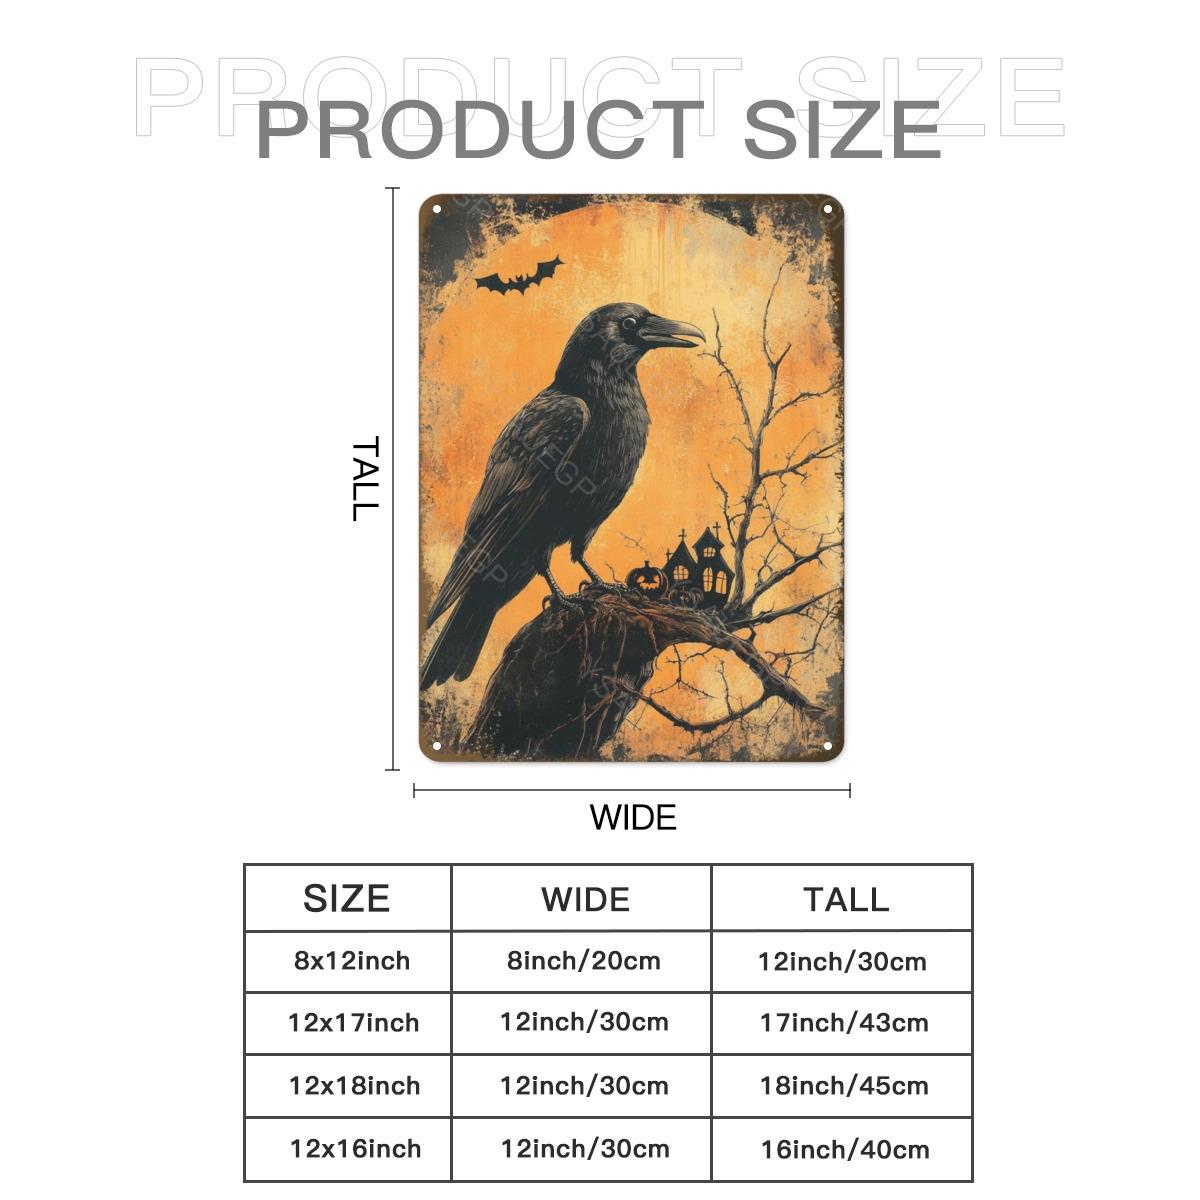 PRODUCT SIZE
PRODUCT SIZE
TALL
WIDE
SIZE WIDE TALL
8x12inch 8inch/20cm 12inch/30cm
12x17inch 12inch/30cm 17inch/43cm
12x18inch 12inch/30cm 18inch/45cm
12x16inch 12inch/30cm 16inch/40cm